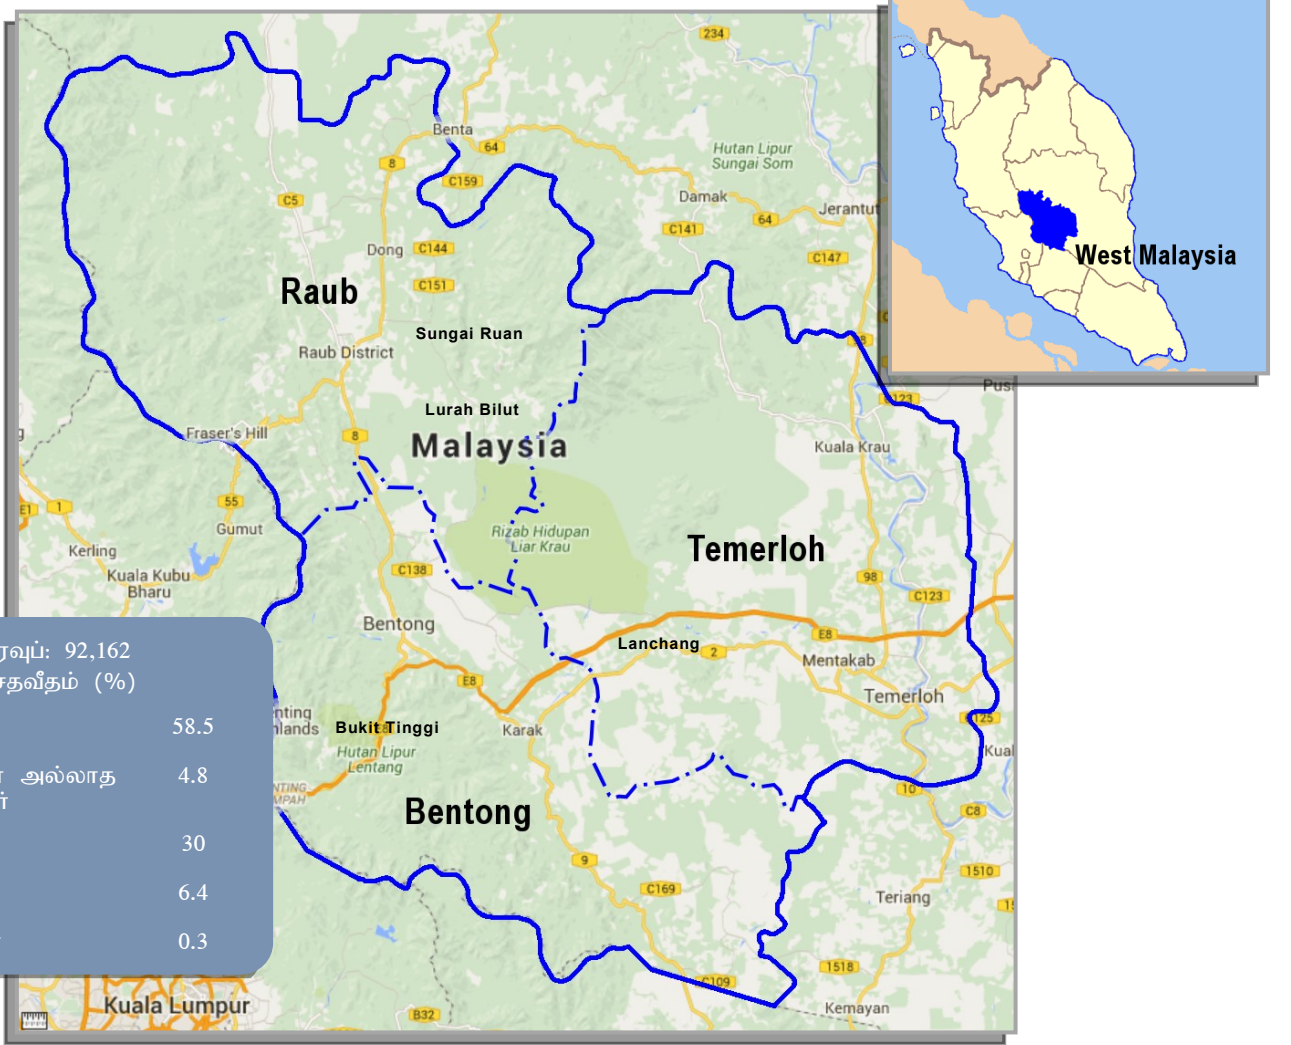 234
Benta
64
8
C159
Hutan Lipur
Sungai Som
C5
Damak
64
Jerantut
C141
Dong
C144
C147
West Malaysia
C151
Raub
Sungai Ruan
Raub District
C123
Lurah Bilut
Fraser's Hill
8
Malaysia
Kuala Krau
55
E1
1
Gumut
Rizab Hidupan
Liar Krau
Temerloh
Kerling
Kuala Kubu
Bharu
C138
98
C123
Bentong
Lanchang
E8
2
92,162
(%)
Mentakab
E8
Temerloh
C125
58.5
Bukit Tinggi
Karak
Hutan Lipur
Lentang
அல்லாத
4.8
10
Bentong
C8
30
9
1510
C169
Teriang
6.4
0.3
1518
C109
Kuala Lumpur
B32
Kemayan